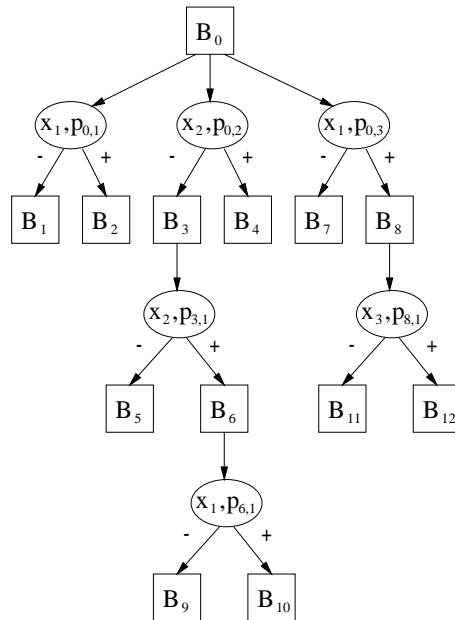 B₀
x₁,p₀,₁ x₂,p₀,₂ x₁,p₀,₃
- + - + - +
B₁ B₂ B₃ B₄ B₇ B₈
x₂,p₃,₁ x₃,p₈,₁
- + - +
B₅ B₆ B₁₁ B₁₂
x₁,p₆,₁
- +
B₉ B₁₀